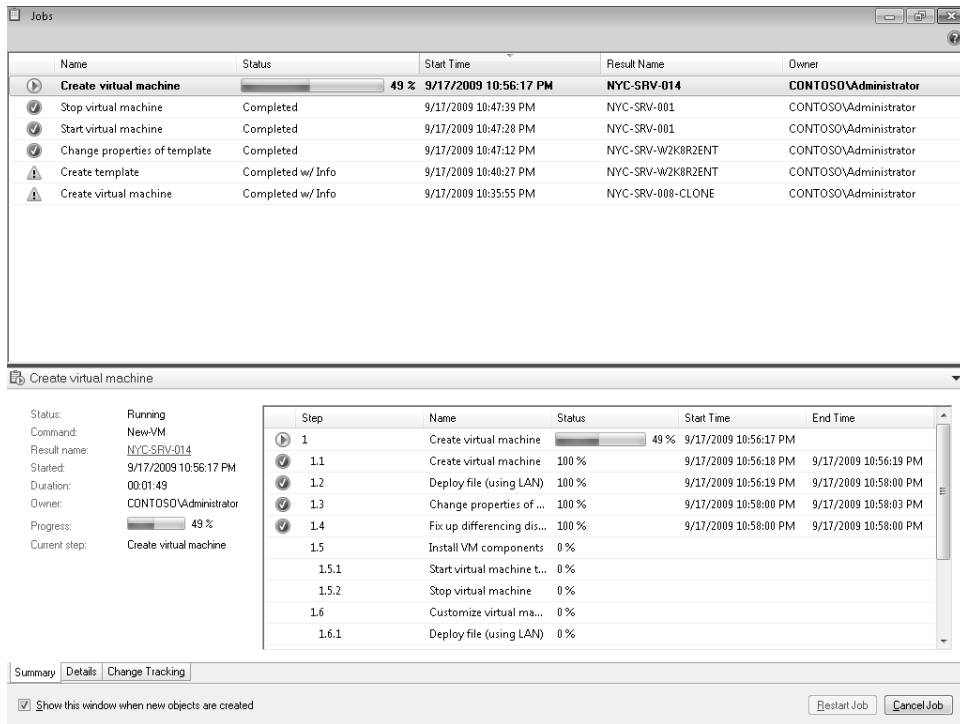 Jobs
Name Status Start Time Result Name Owner
Create virtual machine 49 % 9/17/2009 10:56:17 PM NYC-SRV-014 CONTOSO\Administrator
Stop virtual machine Completed 9/17/2009 10:47:39 PM NYC-SRV-001 CONTOSO\Administrator
Start virtual machine Completed 9/17/2009 10:47:28 PM NYC-SRV-001 CONTOSO\Administrator
Change properties of template Completed 9/17/2009 10:47:12 PM NYC-SRV-W2K8R2ENT CONTOSO\Administrator
Create template Completed w/ Info 9/17/2009 10:40:27 PM NYC-SRV-W2K8R2ENT CONTOSO\Administrator
Create virtual machine Completed w/ Info 9/17/2009 10:35:55 PM NYC-SRV-008-CLONE CONTOSO\Administrator
Create virtual machine
Status: Running
Command: New-VM
Result name: NYC-SRV-014
Started: 9/17/2009 10:56:17 PM
Duration: 00:01:49
Owner: CONTOSO\Administrator
Progress: 49 %
Current step: Create virtual machine
Step Name Status Start Time End Time
1 Create virtual machine 49 % 9/17/2009 10:56:17 PM
1.1 Create virtual machine 100 % 9/17/2009 10:56:18 PM 9/17/2009 10:56:19 PM
1.2 Deploy file (using LAN) 100 % 9/17/2009 10:56:19 PM 9/17/2009 10:58:00 PM
1.3 Change properties of ... 100 % 9/17/2009 10:58:00 PM 9/17/2009 10:58:03 PM
1.4 Fix up differencing dis... 100 % 9/17/2009 10:58:00 PM 9/17/2009 10:58:00 PM
1.5 Install VM components 0 %
1.5.1 Start virtual machine t... 0 %
1.5.2 Stop virtual machine 0 %
1.6 Customize virtual ma... 0 %
1.6.1 Deploy file (using LAN) 0 %
Summary Details Change Tracking
Show this window when new objects are created
Restart Job Cancel Job